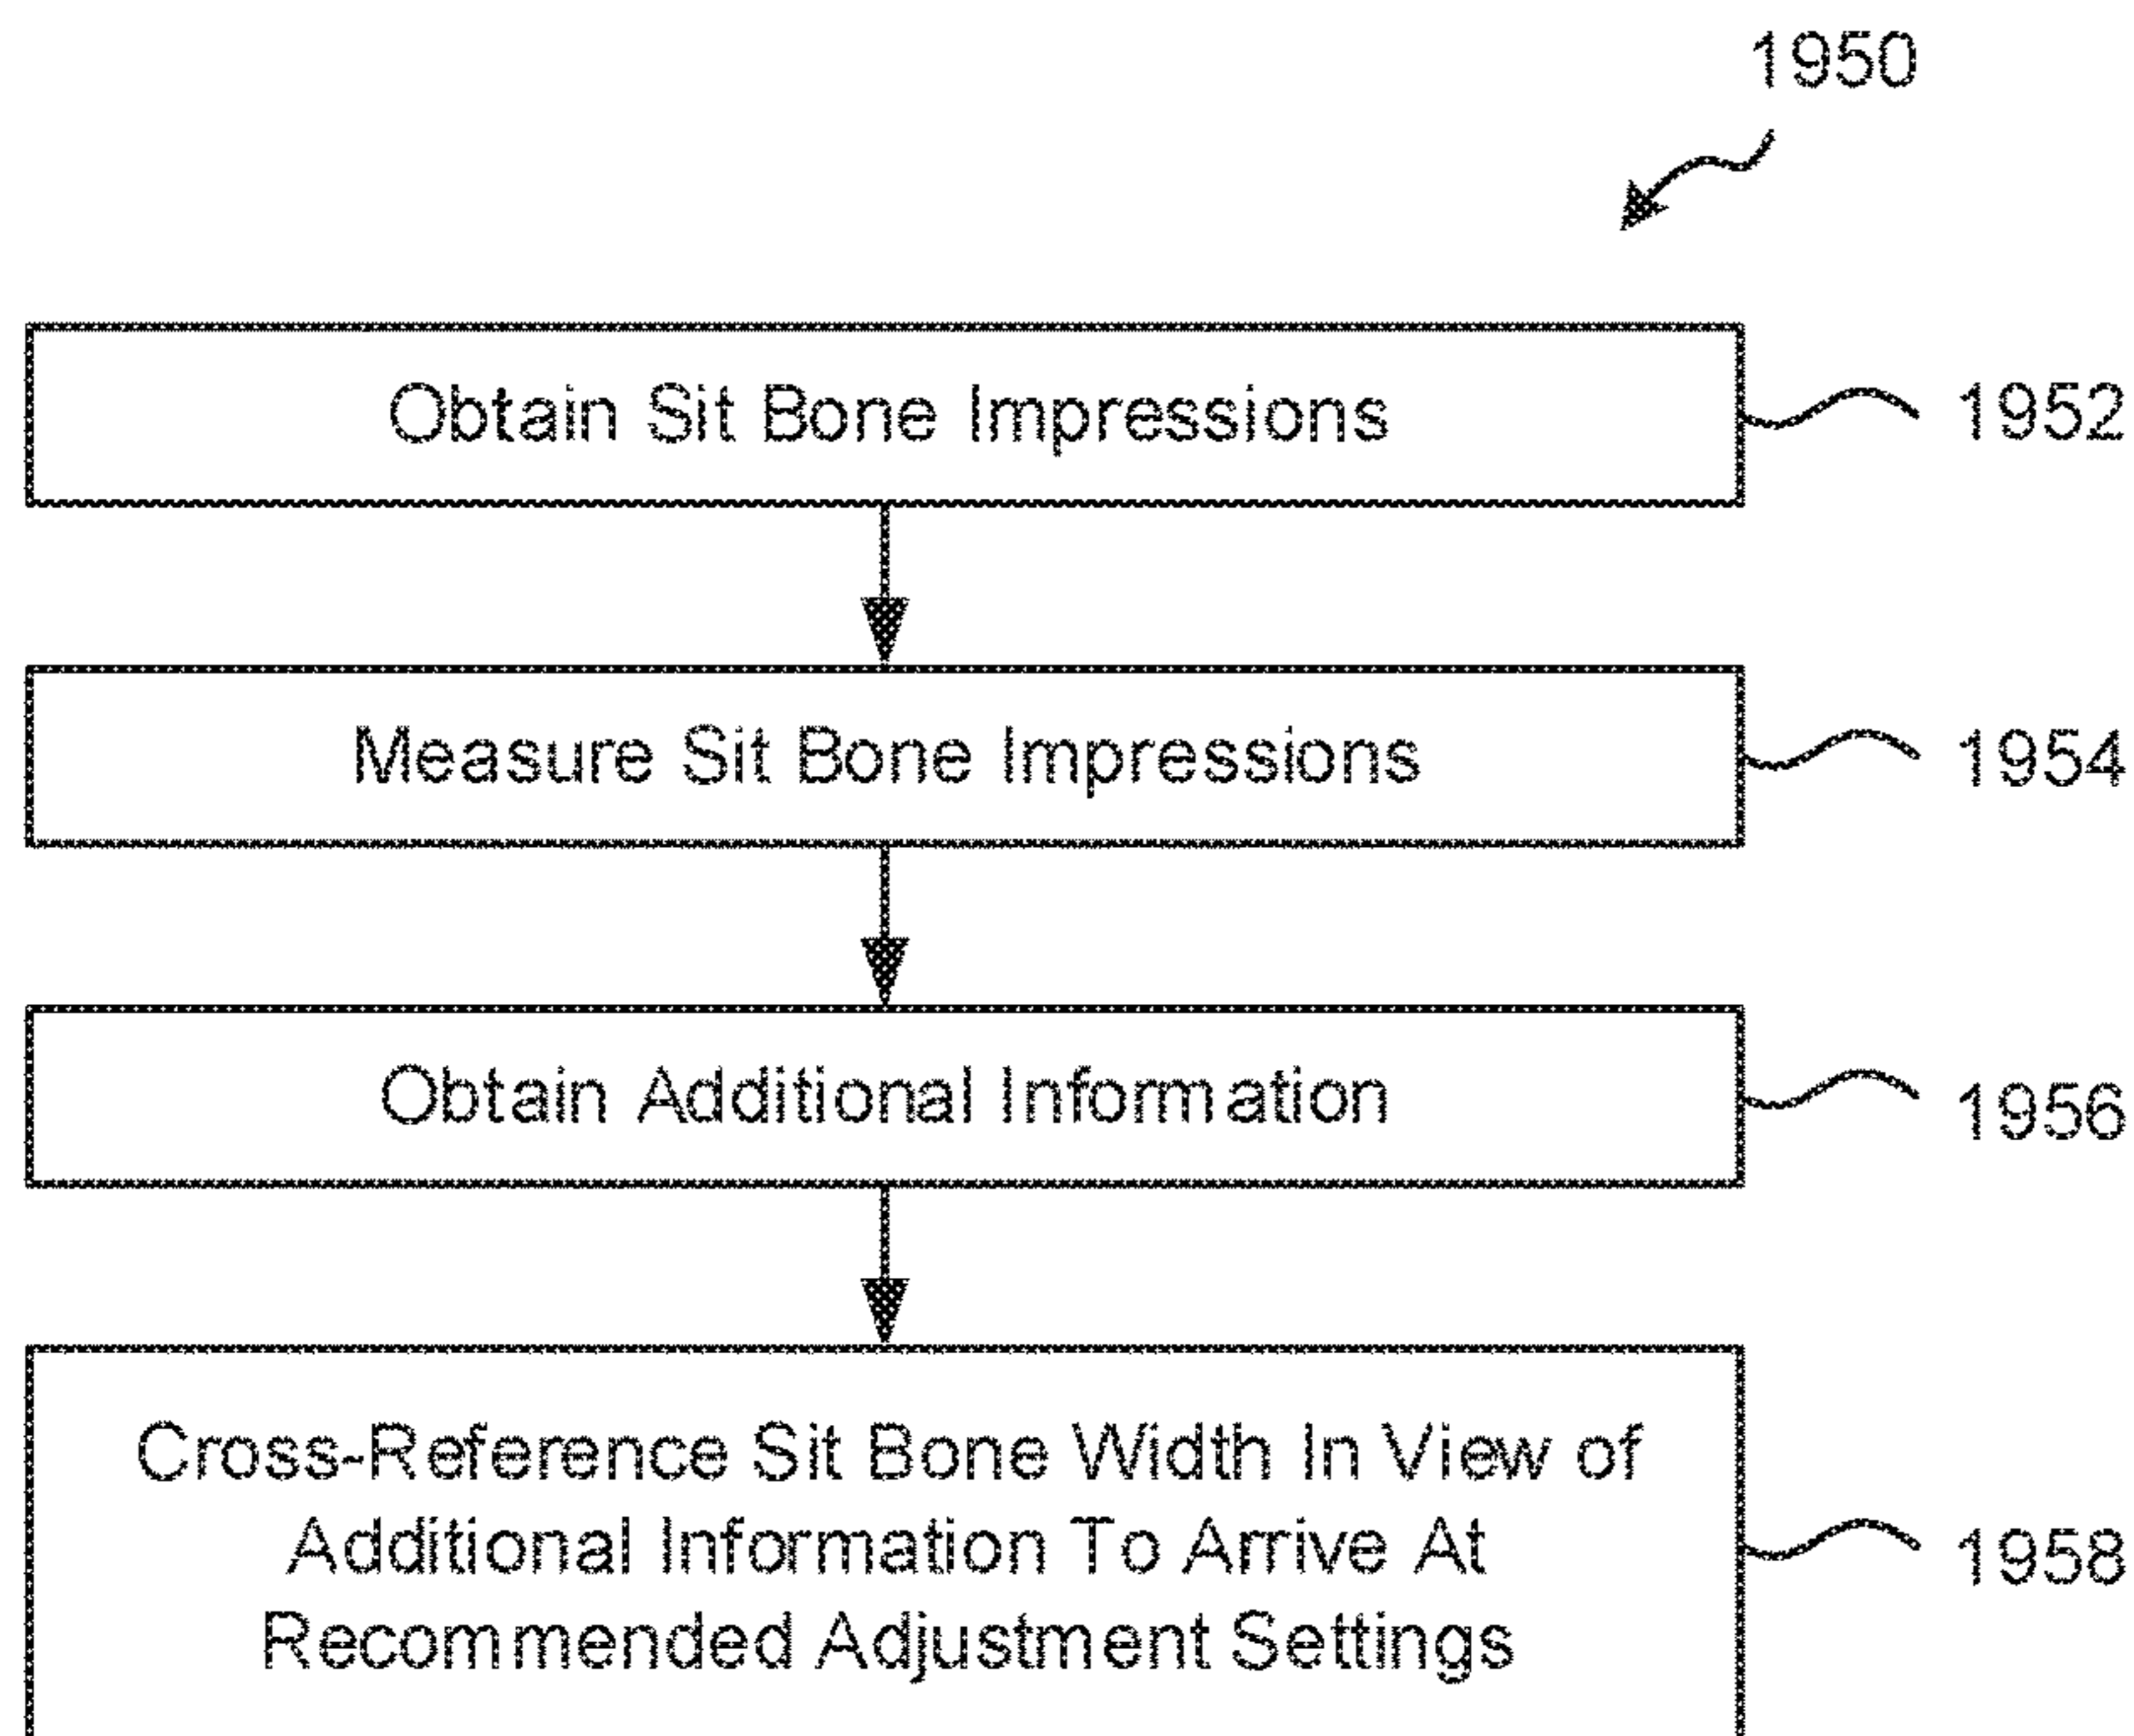 1950
Obtain Sit Bone Impressions
1952
Measure Sit Bone Impressions
1954
Obtain Additional Information
1956
Cross-Reference Sit Bone Width In View of
Additional Information To Arrive At
Recommended Adjustment Settings
1958